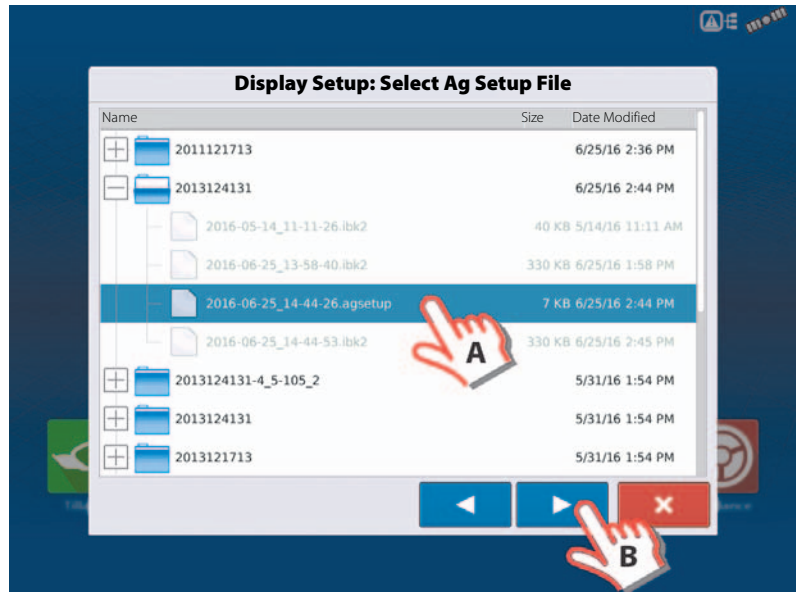 Display Setup: Select Ag Setup File
Name Size Date Modified
2011121713 6/25/16 2:36 PM
2013124131 6/25/16 2:44 PM
2016-05-14_11-11-26.ibk2 40 KB 5/14/16 11:11 AM
2016-06-25_13-58-40.ibk2 330 KB 6/25/16 1:58 PM
2016-06-25_14-44-26.agsetup 7 KB 6/25/16 2:44 PM
A
2016-06-25_14-44-53.ibk2 330 KB 6/25/16 2:45 PM
2013124131-4_5-105_2 5/31/16 1:54 PM
2013124131 5/31/16 1:54 PM
2013121713 5/31/16 1:54 PM
B